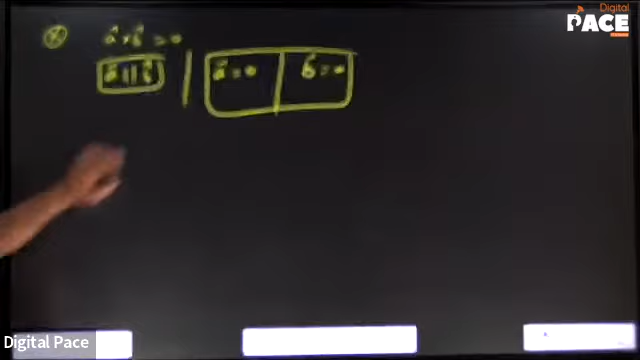 Digital
PACE
a⃗ × b⃗ = 0
a⃗ || b⃗ | a⃗ = 0 | b⃗ = 0
Digital Pace